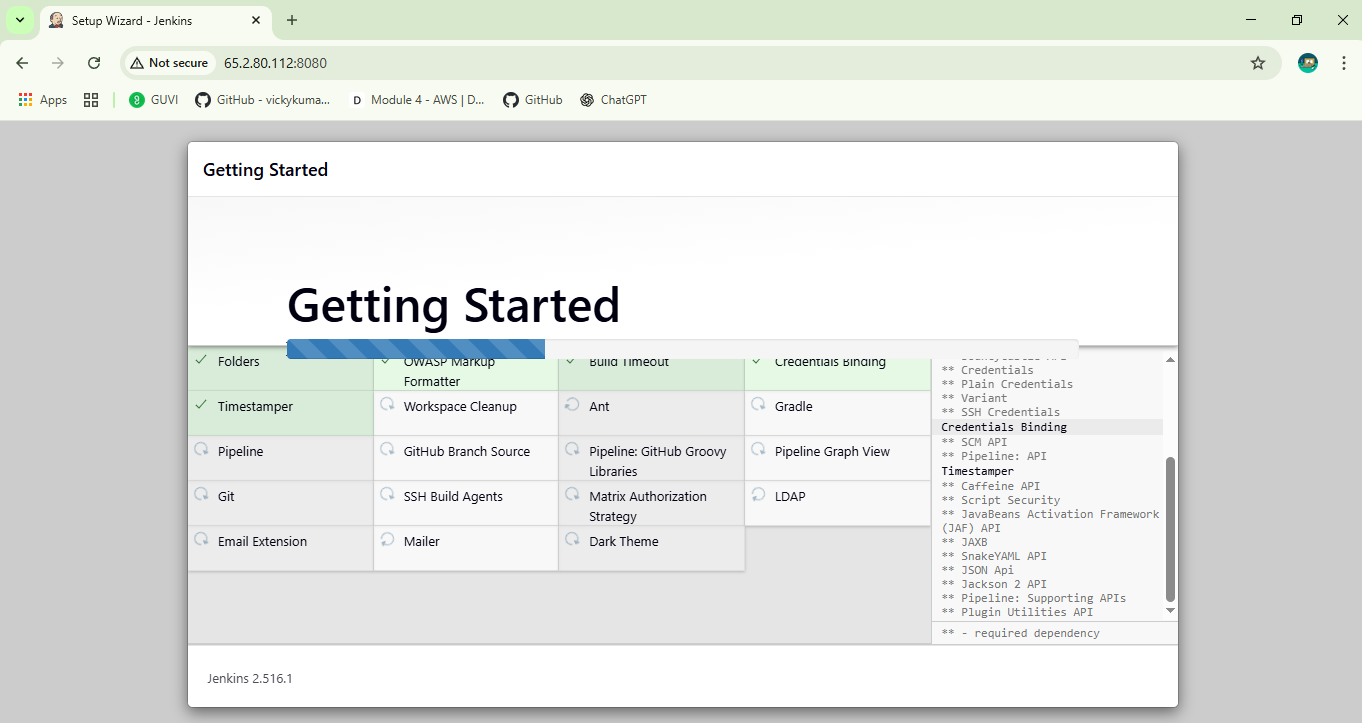 Setup Wizard - Jenkins
Not secure
65.2.80.112:8080
Apps
GUVI
GitHub - vickykuma...
D
Module 4 - AWS | D...
GitHub
ChatGPT
Getting Started
Getting Started
Folders
OWASP Markup
Formatter
Build Timeout
Credentials Binding
Timestamper
Workspace Cleanup
Ant
Gradle
Pipeline
GitHub Branch Source
Pipeline: GitHub Groovy
Libraries
Pipeline Graph View
Git
SSH Build Agents
Matrix Authorization
Strategy
LDAP
Email Extension
Mailer
Dark Theme
** Credentials
** Plain Credentials
** Variant
** SSH Credentials
Credentials Binding
** SCM API
** Pipeline: API
Timestamper
** Caffeine API
** Script Security
** JavaBeans Activation Framework
(JAF) API
** JAXB
** SnakeYAML API
** JSON Api
** Jackson 2 API
** Pipeline: Supporting APIs
** Plugin Utilities API
** - required dependency
Jenkins 2.516.1